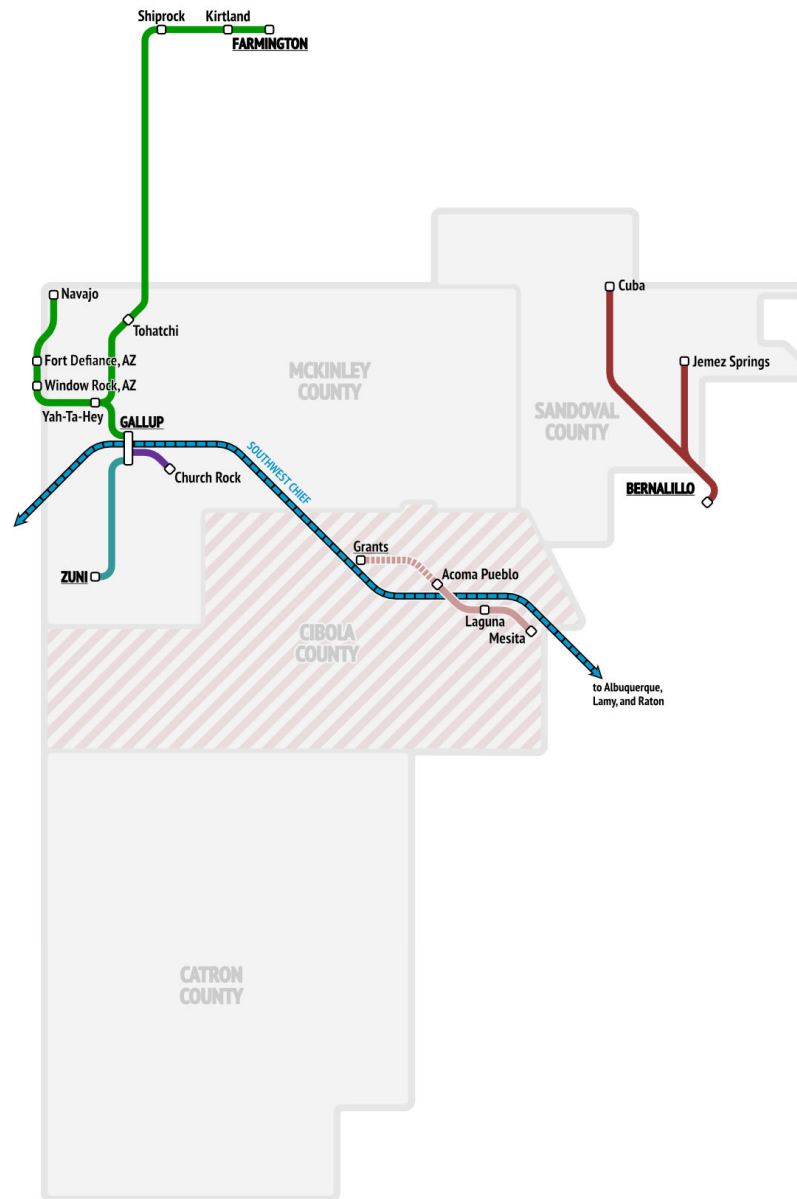 Shiprock
Kirtland
FARMINGTON
Navajo
Cuba
Tohatchi
Fort Defiance, AZ
Jemez Springs
MCKINLEY
COUNTY
Window Rock, AZ
Yah-Ta-Hey
SANDOVAL
COUNTY
GALLUP
SOUTHWEST CHIEF
Church Rock
BERNALILLO
Grants
ZUNI
Acoma Pueblo
Laguna
Mesita
CIBOLA
COUNTY
to Albuquerque,
Lamy, and Raton
CATRON
COUNTY